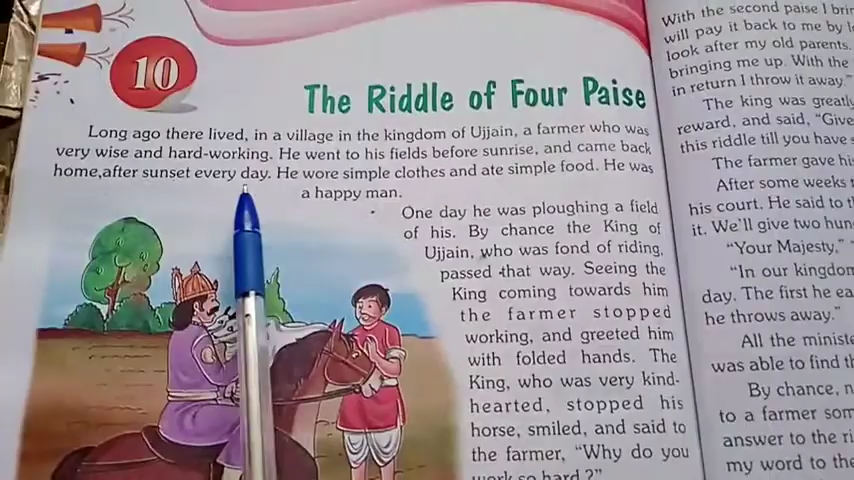 10
The Riddle of Four Paise
Long ago there lived, in a village in the kingdom of Ujjain, a farmer who was
very wise and hard-working. He went to his fields before sunrise, and came back
home,after sunset every day. He wore simple clothes and ate simple food. He was
a happy man.
One day he was ploughing a field
of his. By chance the King of
Ujjain, who was fond of riding,
passed that way. Seeing the
King coming towards him
the farmer stopped
working, and greeted him
with folded hands. The
King, who was very kind-
hearted, stopped his
horse, smiled, and said to
the farmer, "Why do you
work so hard?"
With the second paise I
will pay it back to me by
look after my old parents.
bringing me up. With the
in return I throw it away."
The king was greatly
reward, and said, "Give
this riddle till you have
The farmer gave
After some weeks
his court. He said to the
it. We'll give two
"Your Majesty,"
"In our kingdom
day. The first he
he throws away."
All the
was able to find
By chance,
to a farmer
answer to the
my word to